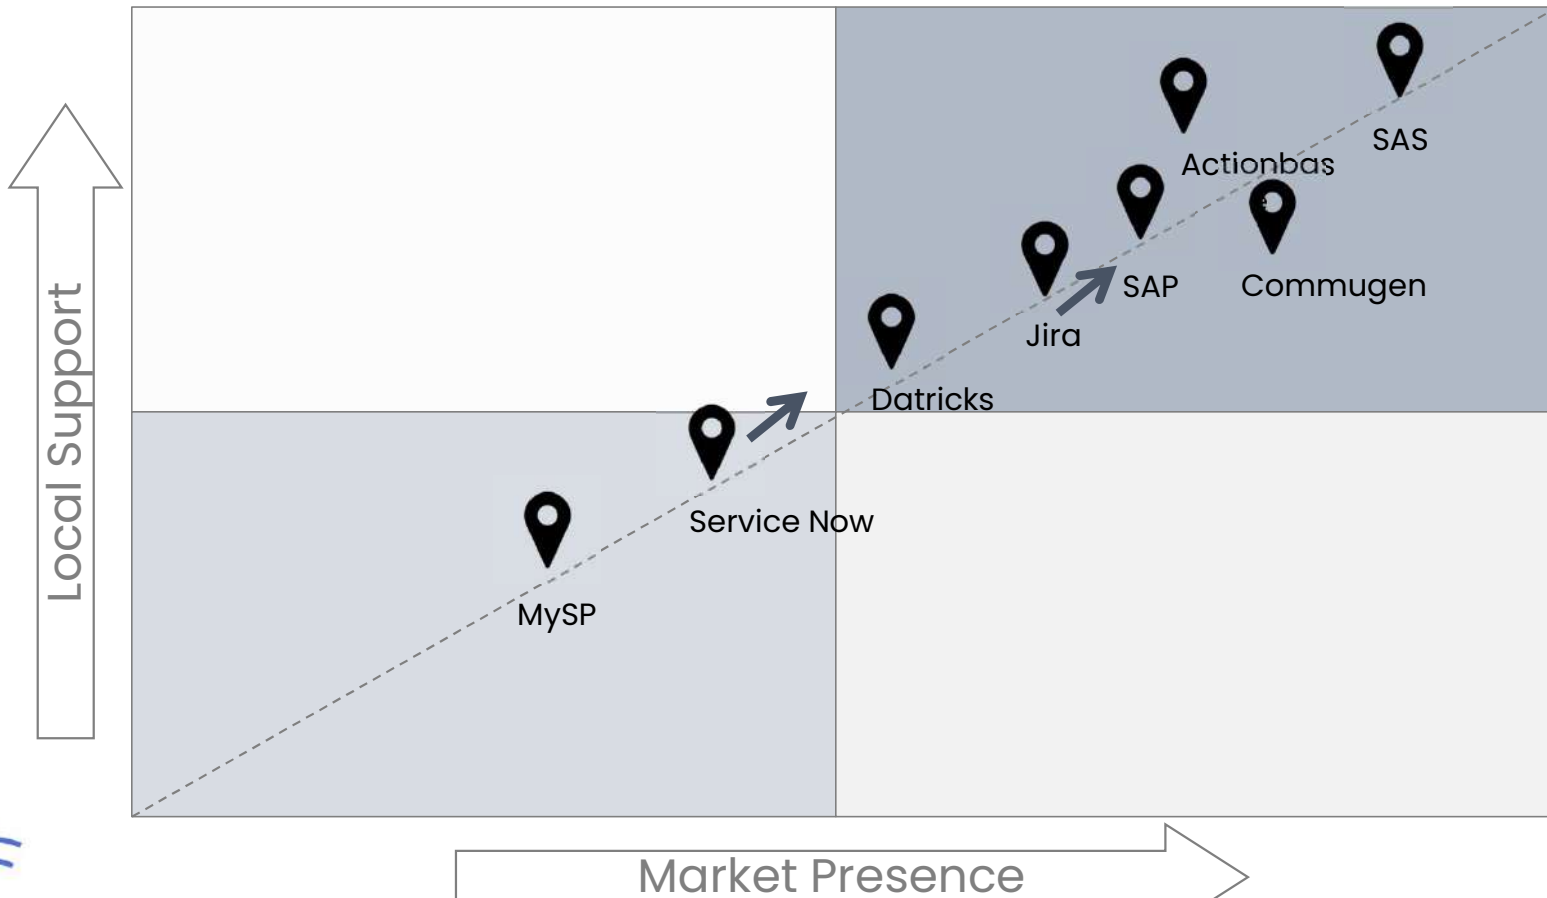 SAS
Actionbas
SAP
Commugen
Jira
Datricks
Service Now
MySP
Local Support
Market Presence